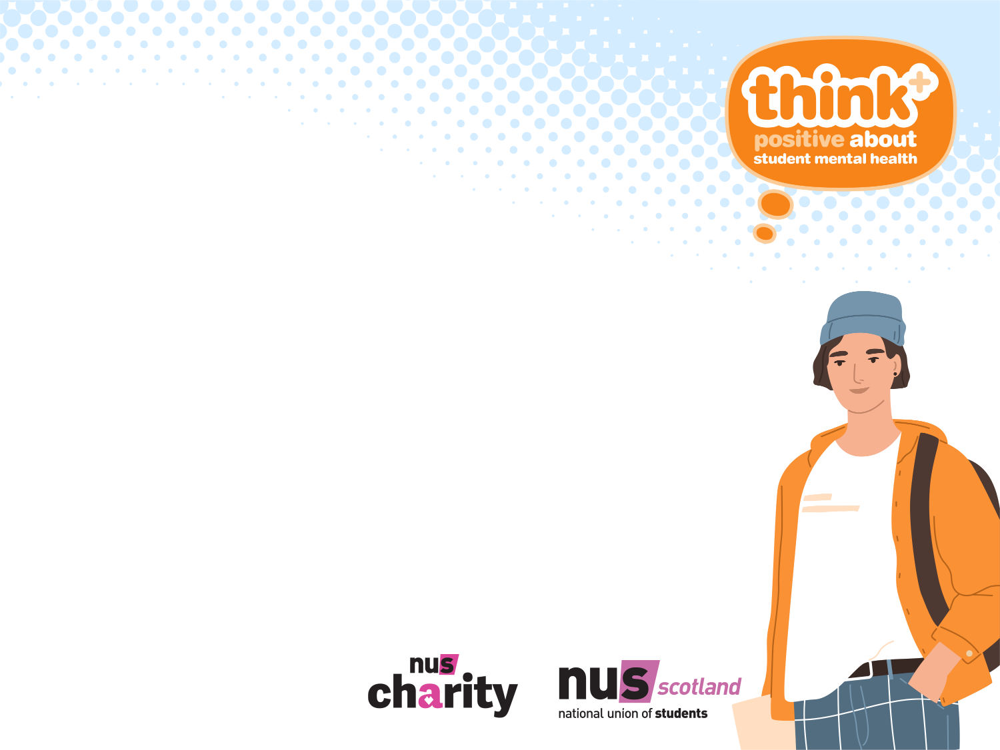 think+
positive about
student mental health
nus
charity
nus scotland
national union of students